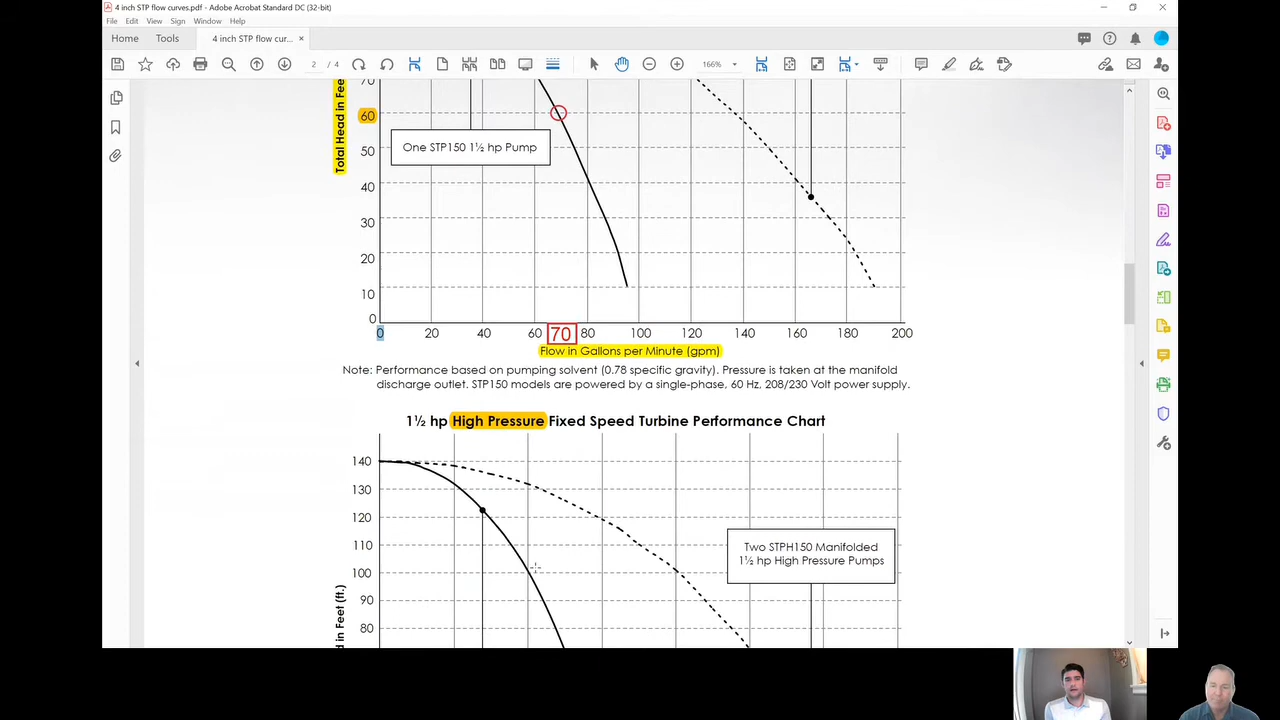 4 inch STP flow curves.pdf - Adobe Acrobat Standard DC (32-bit)
File Edit View Sign Window Help
Home Tools 4 inch STP flow cur... ×
2 / 4 166%
Total Head in Fee
70
60
50
40
30
20
10
0
One STP150 1½ hp Pump
0 20 40 60 70 80 100 120 140 160 180 200
Flow in Gallons per Minute (gpm)
Note: Performance based on pumping solvent (0.78 specific gravity). Pressure is taken at the manifold
discharge outlet. STP150 models are powered by a single-phase, 60 Hz, 208/230 Volt power supply.
1½ hp High Pressure Fixed Speed Turbine Performance Chart
140
130
120
110
100
90
80
Two STPH150 Manifolded
1½ hp High Pressure Pumps
d in Feet (ft.)